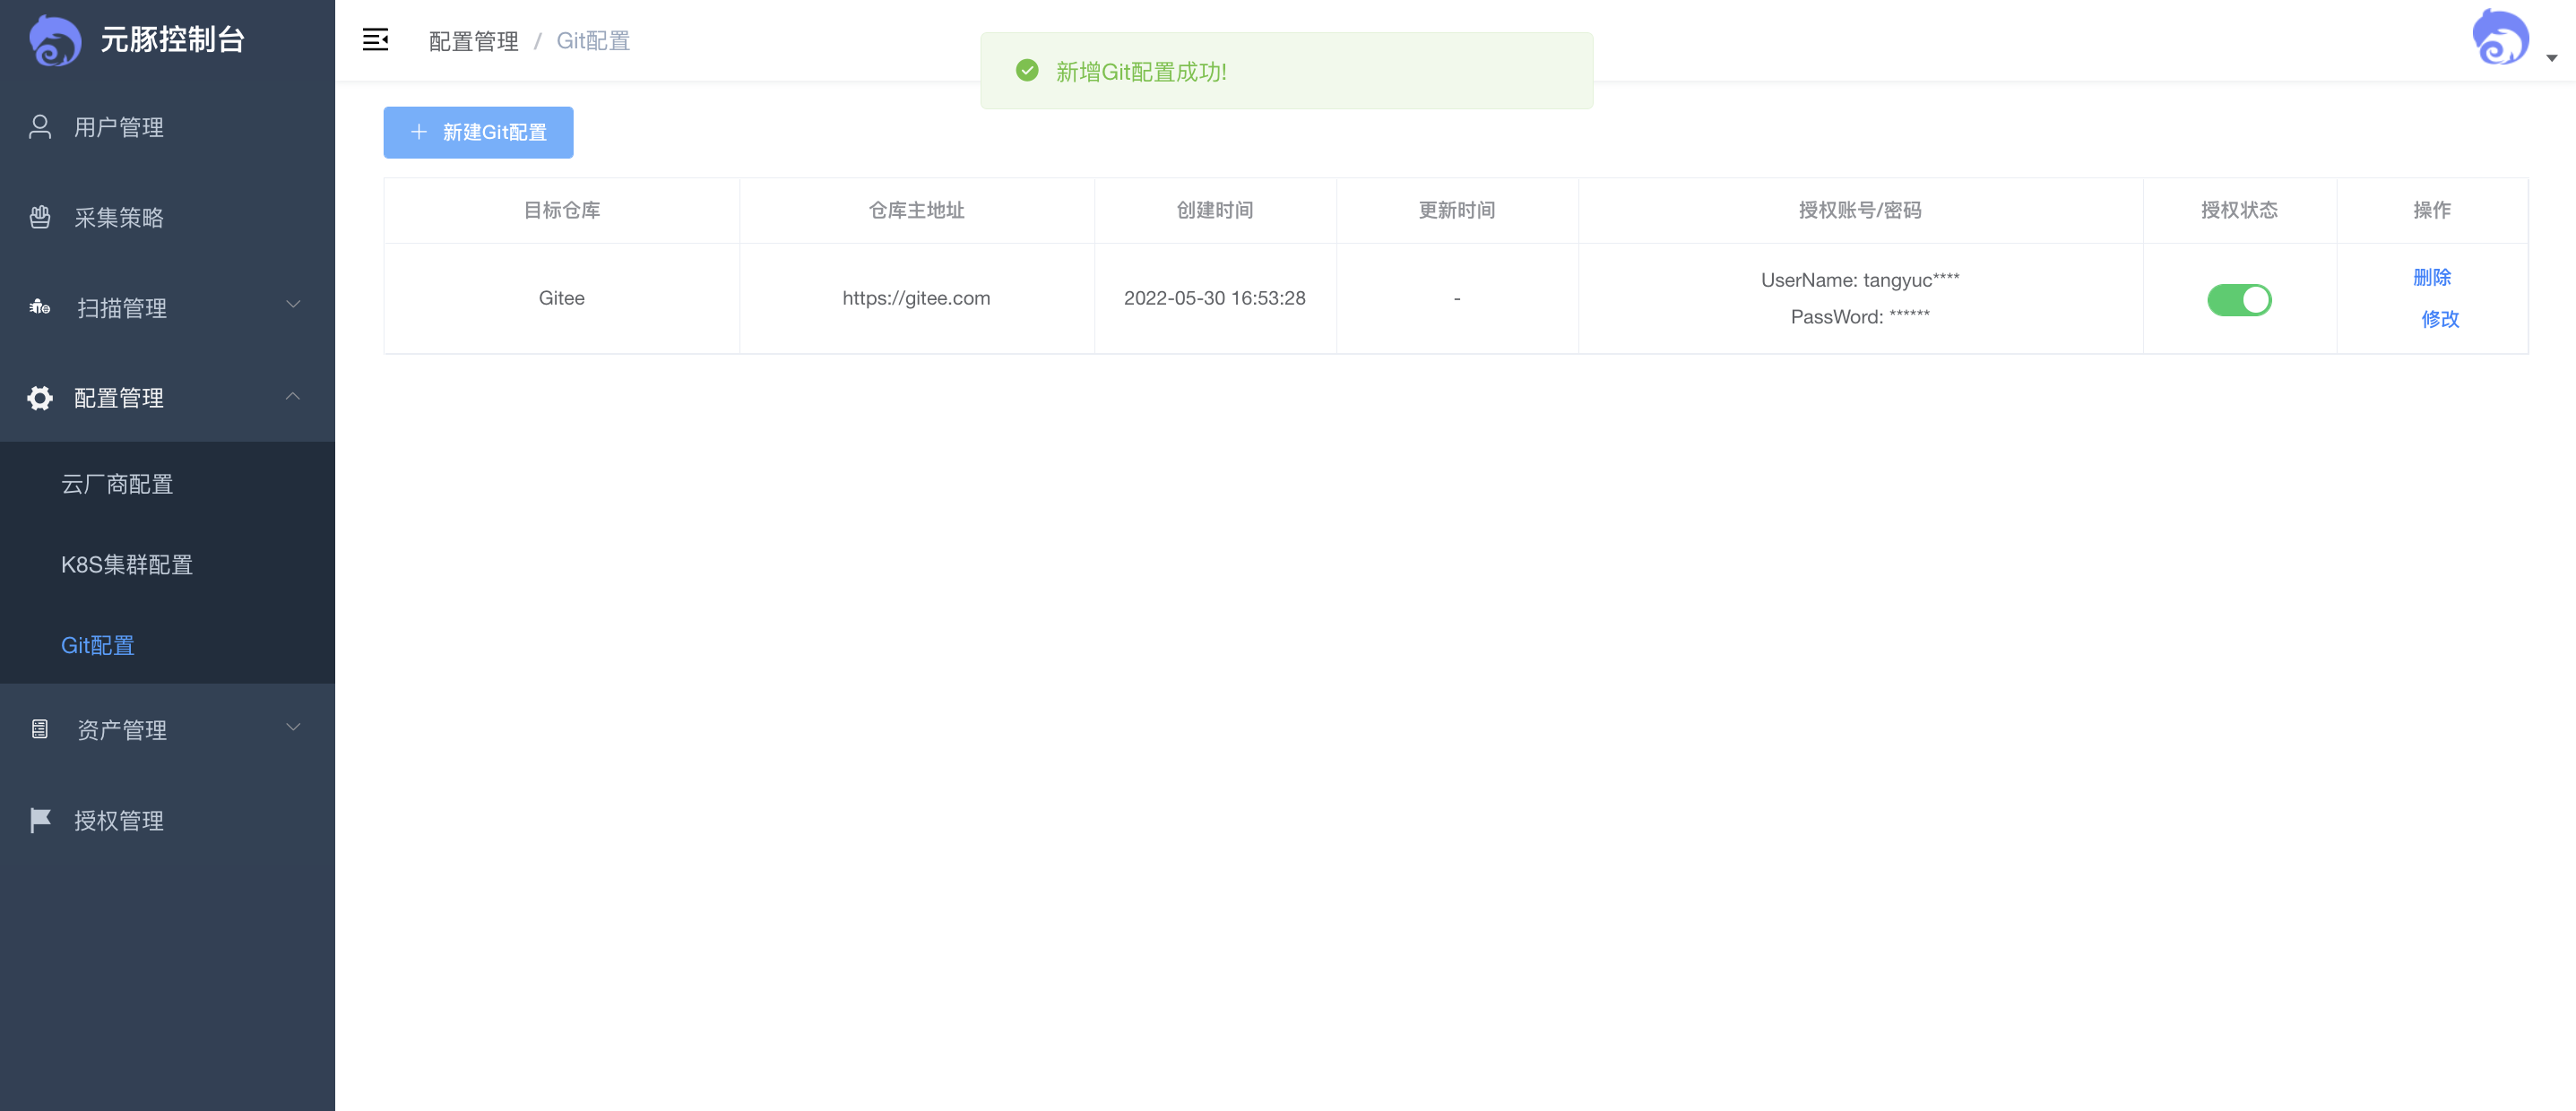 元豚控制台
用户管理
采集策略
扫描管理
配置管理
云厂商配置
K8S集群配置
Git配置
资产管理
授权管理
配置管理 / Git配置
新增Git配置成功!
新建Git配置
目标仓库 仓库主地址 创建时间 更新时间 授权账号/密码 授权状态 操作
Gitee https://gitee.com 2022-05-30 16:53:28 - UserName: tangyuc**** 删除
PassWord: ****** 修改